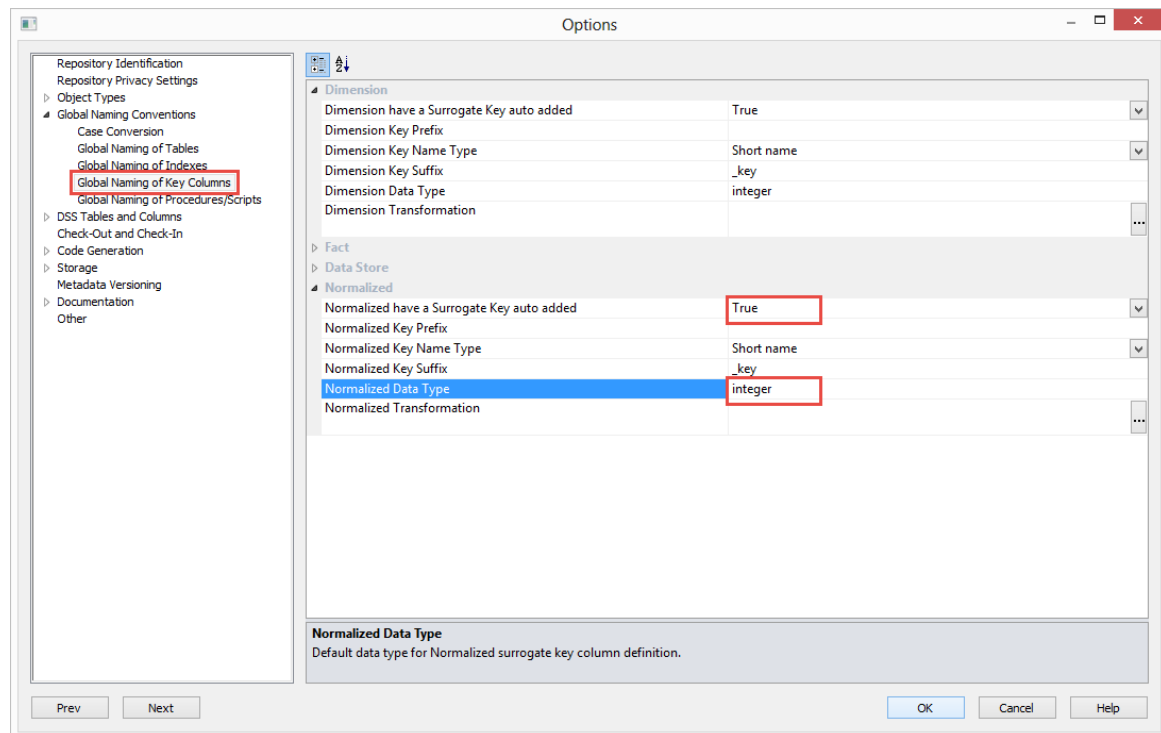 Options
Repository Identification
Repository Privacy Settings
Object Types
Global Naming Conventions
Case Conversion
Global Naming of Tables
Global Naming of Indexes
Global Naming of Key Columns
Global Naming of Procedures/Scripts
DSS Tables and Columns
Check-Out and Check-In
Code Generation
Storage
Metadata Versioning
Documentation
Other
Dimension
Dimension have a Surrogate Key auto added True
Dimension Key Prefix
Dimension Key Name Type Short name
Dimension Key Suffix _key
Dimension Data Type integer
Dimension Transformation ...
Fact
Data Store
Normalized
Normalized have a Surrogate Key auto added True
Normalized Key Prefix
Normalized Key Name Type Short name
Normalized Key Suffix _key
Normalized Data Type integer
Normalized Transformation ...
Normalized Data Type
Default data type for Normalized surrogate key column definition.
Prev Next OK Cancel Help